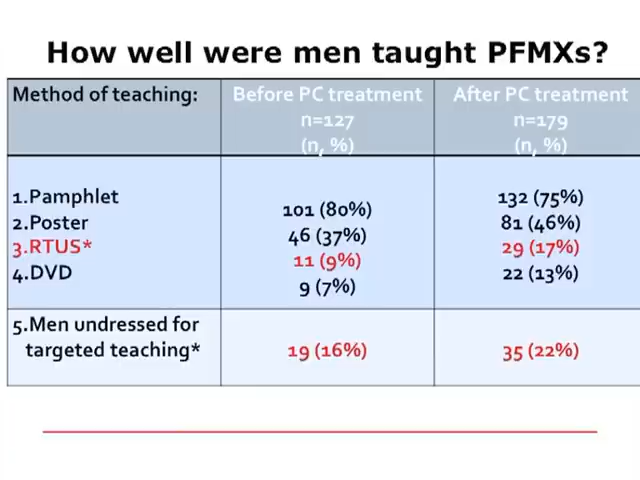 How well were men taught PFMXs?
Method of teaching:
Before PC treatment
n=127
(n, %)
After PC treatment
n=179
(n, %)
1.Pamphlet
2.Poster
3.RTUS*
4.DVD
101 (80%)
46 (37%)
11 (9%)
9 (7%)
132 (75%)
81 (46%)
29 (17%)
22 (13%)
5.Men undressed for
targeted teaching*
19 (16%)
35 (22%)